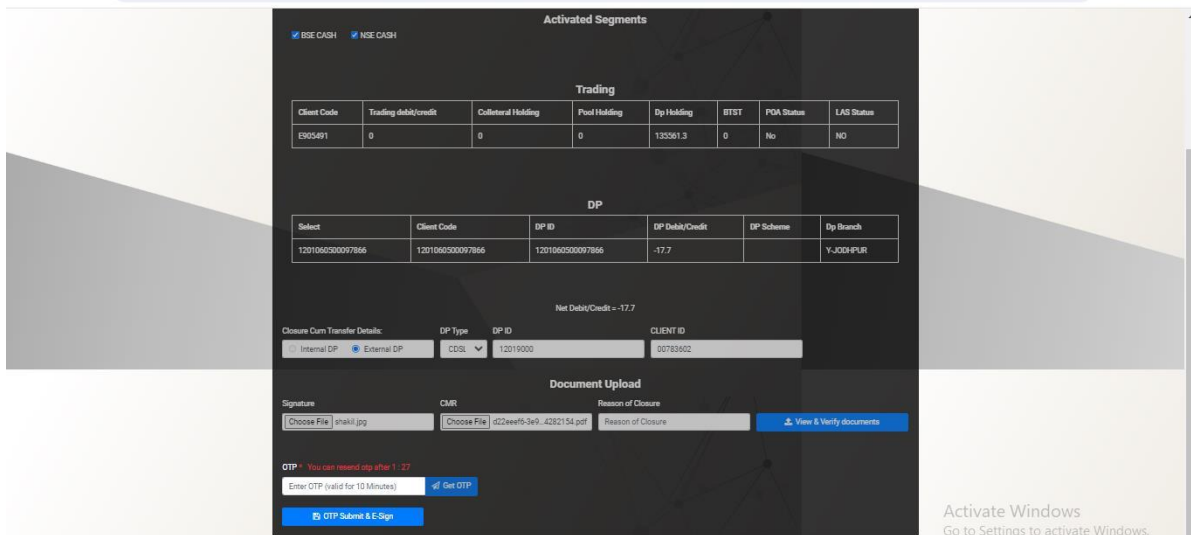 Activated Segments
BSE CASH NSE CASH
Trading
Client Code Trading debit/credit Colleteral Holding Pool Holding Dp Holding BTST POA Status LAS Status
E905491 0 0 0 135561.3 0 No NO
DP
Select Client Code DP ID DP Debit/Credit DP Scheme Dp Branch
1201060500097866 1201060500097866 1201060500097866 -17.7 Y-JODHPUR
Net Debit/Credit = -17.7
Closure Cum Transfer Details: DP Type DP ID CLIENT ID
Internal DP External DP CDSL 12019000 00783602
Document Upload
Signature CMR Reason of Closure
Choose File shakil.jpg Choose File d22eeef6-3e9...4282154.pdf Reason of Closure View & Verify documents
OTP * You can resend otp after 1 : 27
Enter OTP (valid for 10 Minutes) Get OTP
OTP Submit & E-Sign
Activate Windows
Go to Settings to activate Windows.